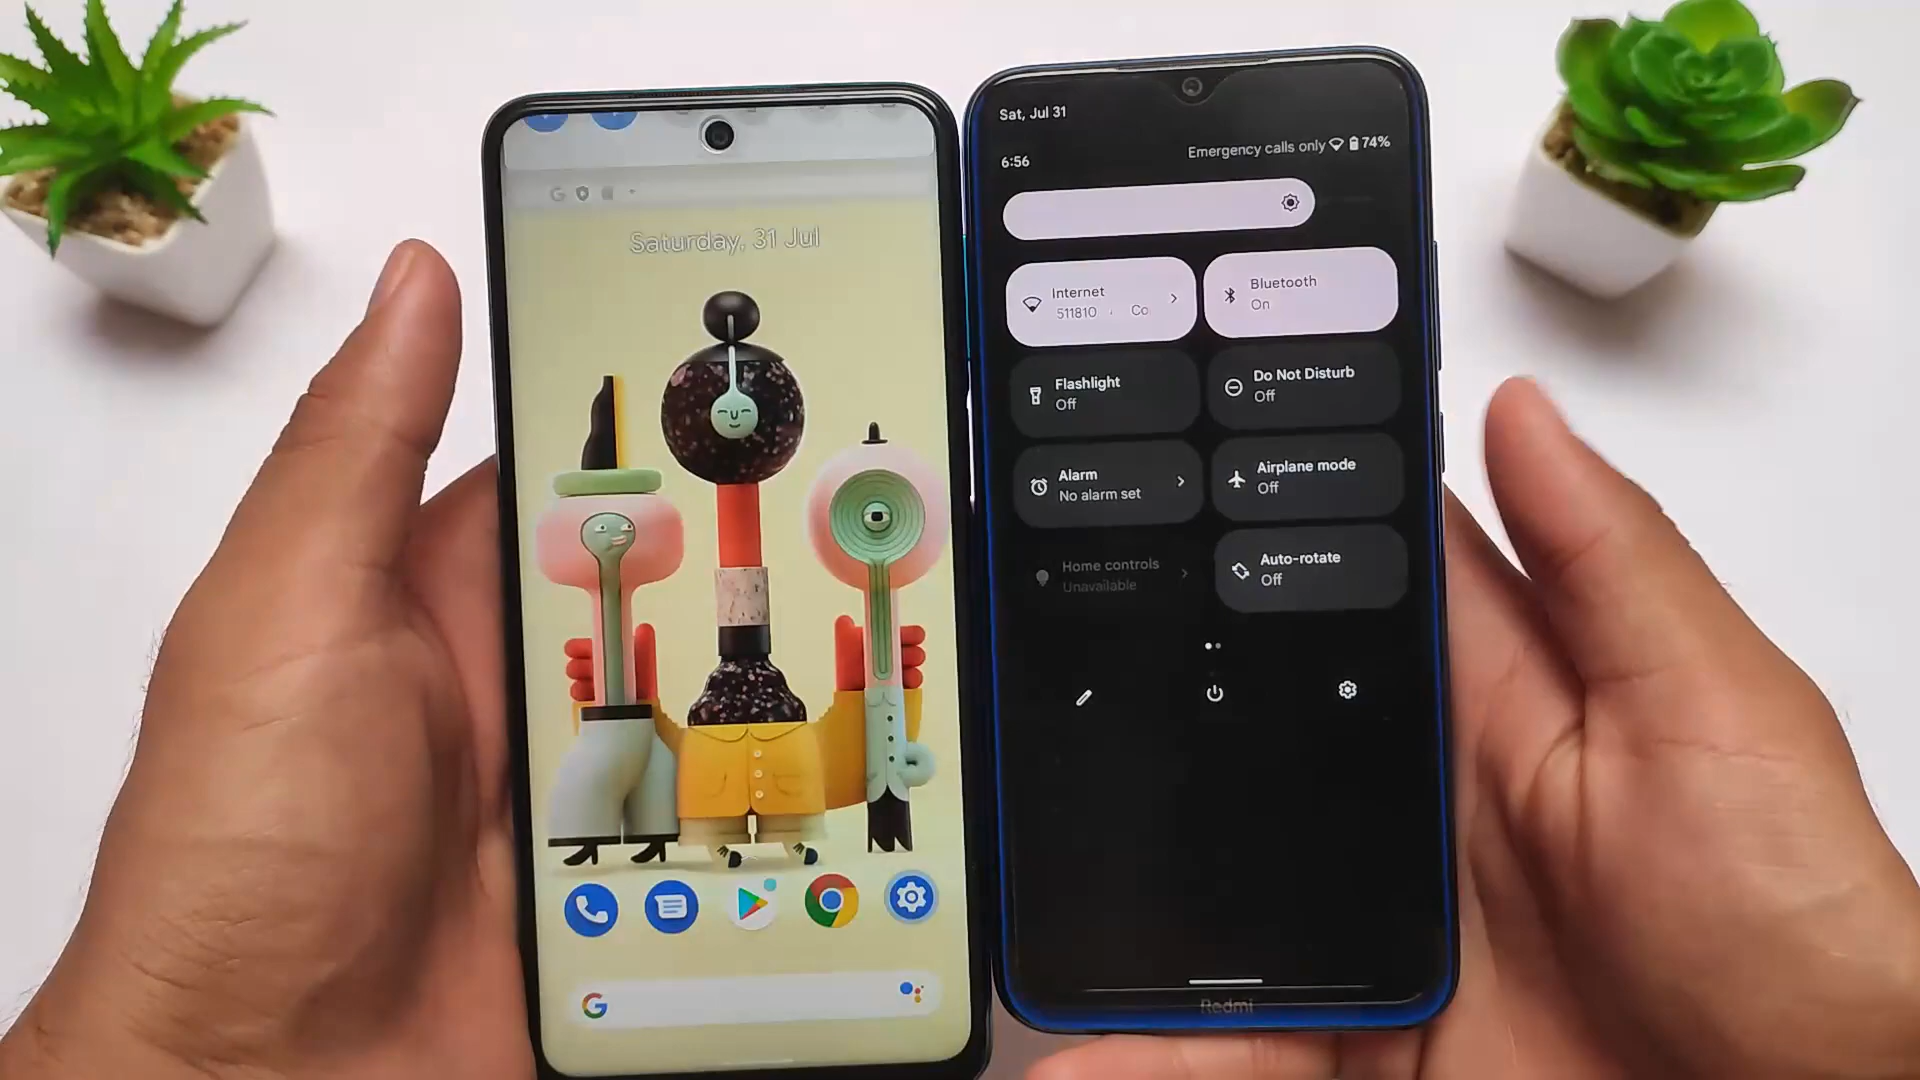 Saturday, 31 Jul
Sat, Jul 31
6:56
Emergency calls only 74%
Internet
511810 Co
Bluetooth
On
Flashlight
Off
Do Not Disturb
Off
Alarm
No alarm set
Airplane mode
Off
Home controls
Unavailable
Auto-rotate
Off
Redmi